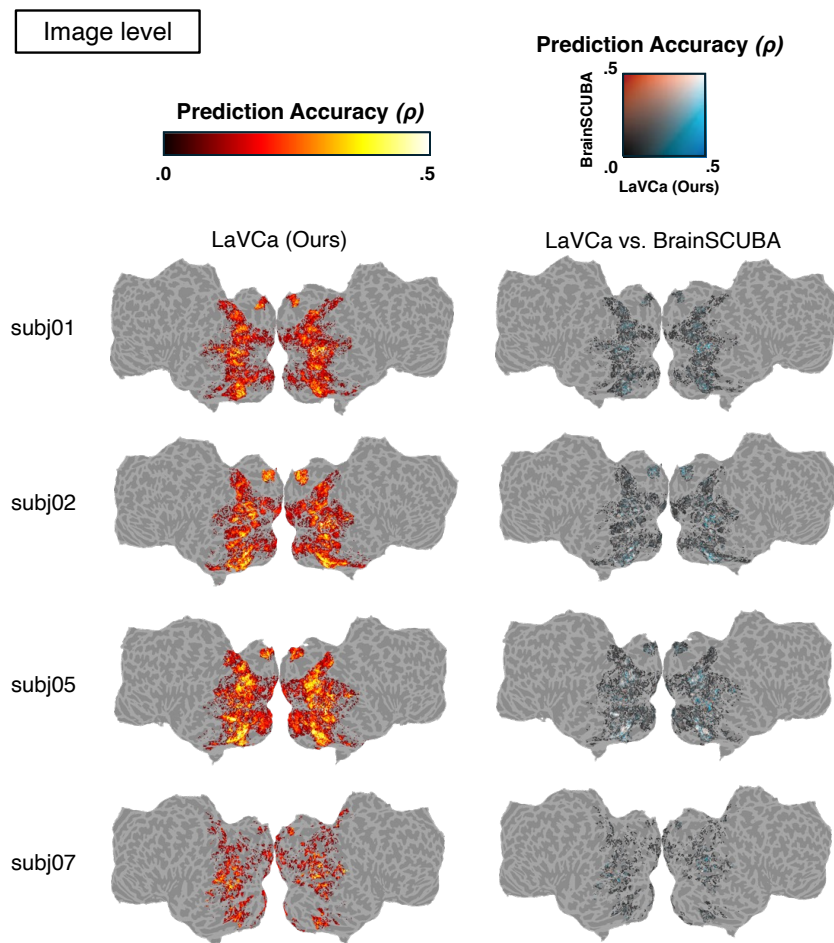 Image level
Prediction Accuracy (ρ)
.0
.5
Prediction Accuracy (ρ)
.5
BrainSCUBA
.0
.5
LaVCa (Ours)
LaVCa (Ours)
LaVCa vs. BrainSCUBA
subj01
subj02
subj05
subj07